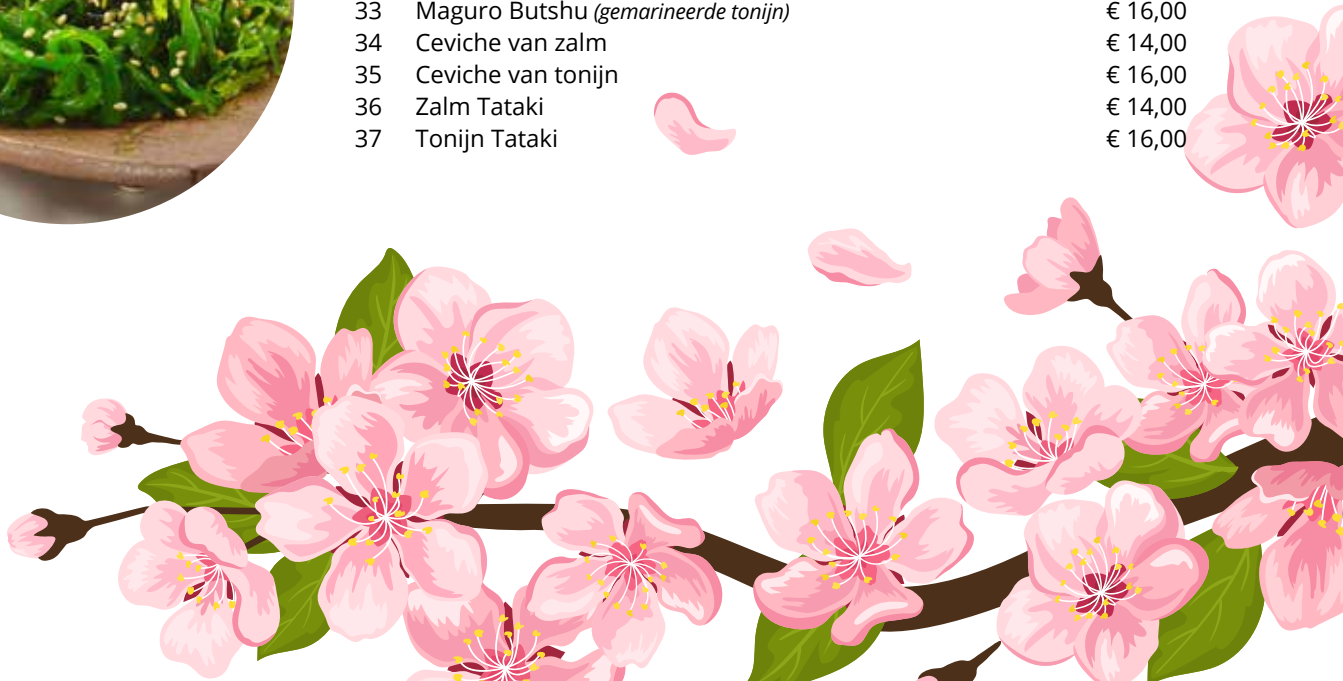 33 Maguro Butshu (gemarineerde tonijn) € 16,00
34 Ceviche van zalm € 14,00
35 Ceviche van tonijn € 16,00
36 Zalm Tataki € 14,00
37 Tonijn Tataki € 16,00